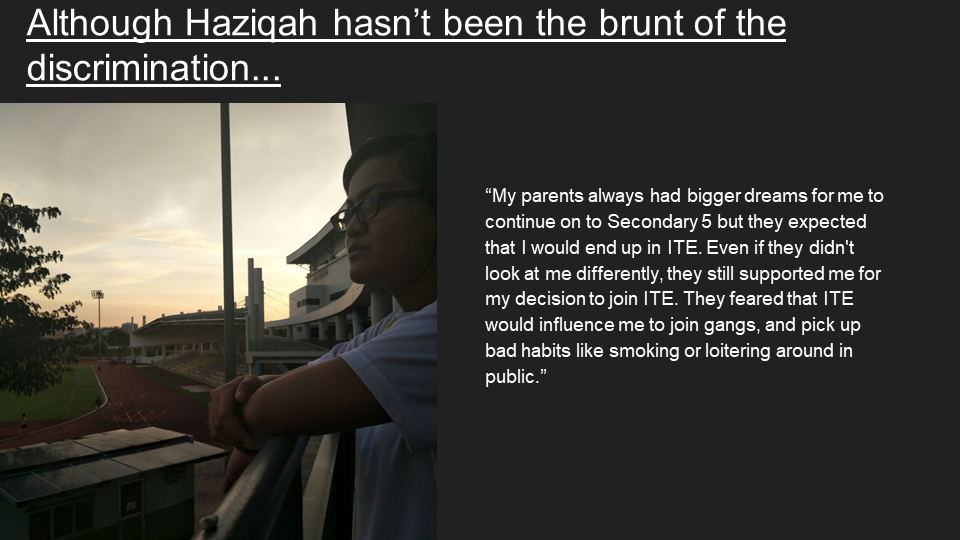 Although Haziqah hasn’t been the brunt of the
discrimination...
“My parents always had bigger dreams for me to
continue on to Secondary 5 but they expected
that I would end up in ITE. Even if they didn't
look at me differently, they still supported me for
my decision to join ITE. They feared that ITE
would influence me to join gangs, and pick up
bad habits like smoking or loitering around in
public.”